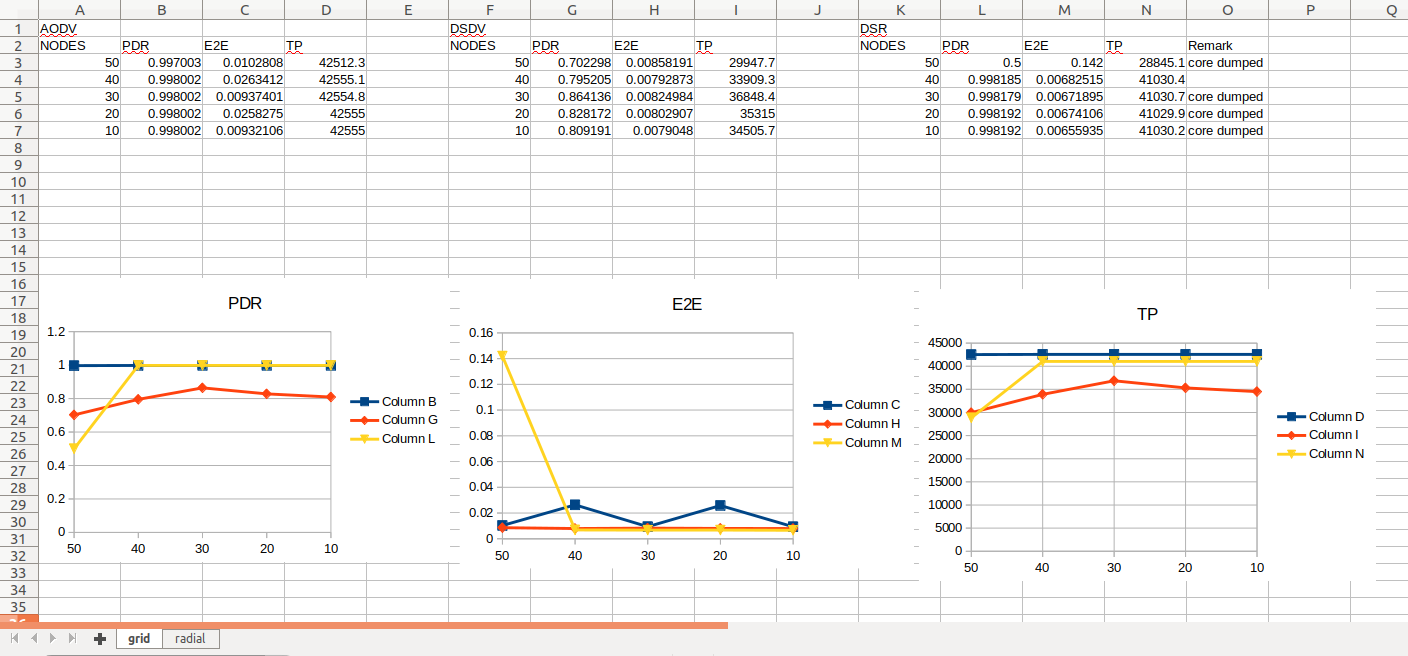 A B C D E F G H I J K L M N O P Q
1 AODV DSDV DSR
2 NODES PDR E2E TP NODES PDR E2E TP NODES PDR E2E TP Remark
3 50 0.997003 0.0102808 42512.3 50 0.702298 0.00858191 29947.7 50 0.5 0.142 28845.1 core dumped
4 40 0.998002 0.0263412 42555.1 40 0.795205 0.00792873 33909.3 40 0.998185 0.00682515 41030.4
5 30 0.998002 0.00937401 42554.8 30 0.864136 0.00824984 36848.4 30 0.998179 0.00671895 41030.7 core dumped
6 20 0.998002 0.0258275 42555 20 0.828172 0.00802907 35315 20 0.998192 0.00674106 41029.9 core dumped
7 10 0.998002 0.00932106 42555 10 0.809191 0.0079048 34505.7 10 0.998192 0.00655935 41030.2 core dumped
8
9
10
11
12
13
14
15
16
17
18
19
20
21
22
23
24
25
26
27
28
29
30
31
32
33
34
35
PDR
1.2
1
0.8
0.6
0.4
0.2
0
50 40 30 20 10
Column B
Column G
Column L
E2E
0.16
0.14
0.12
0.1
0.08
0.06
0.04
0.02
0
50 40 30 20 10
Column C
Column H
Column M
TP
45000
40000
35000
30000
25000
20000
15000
10000
5000
0
50 40 30 20 10
Column D
Column I
Column N
grid radial